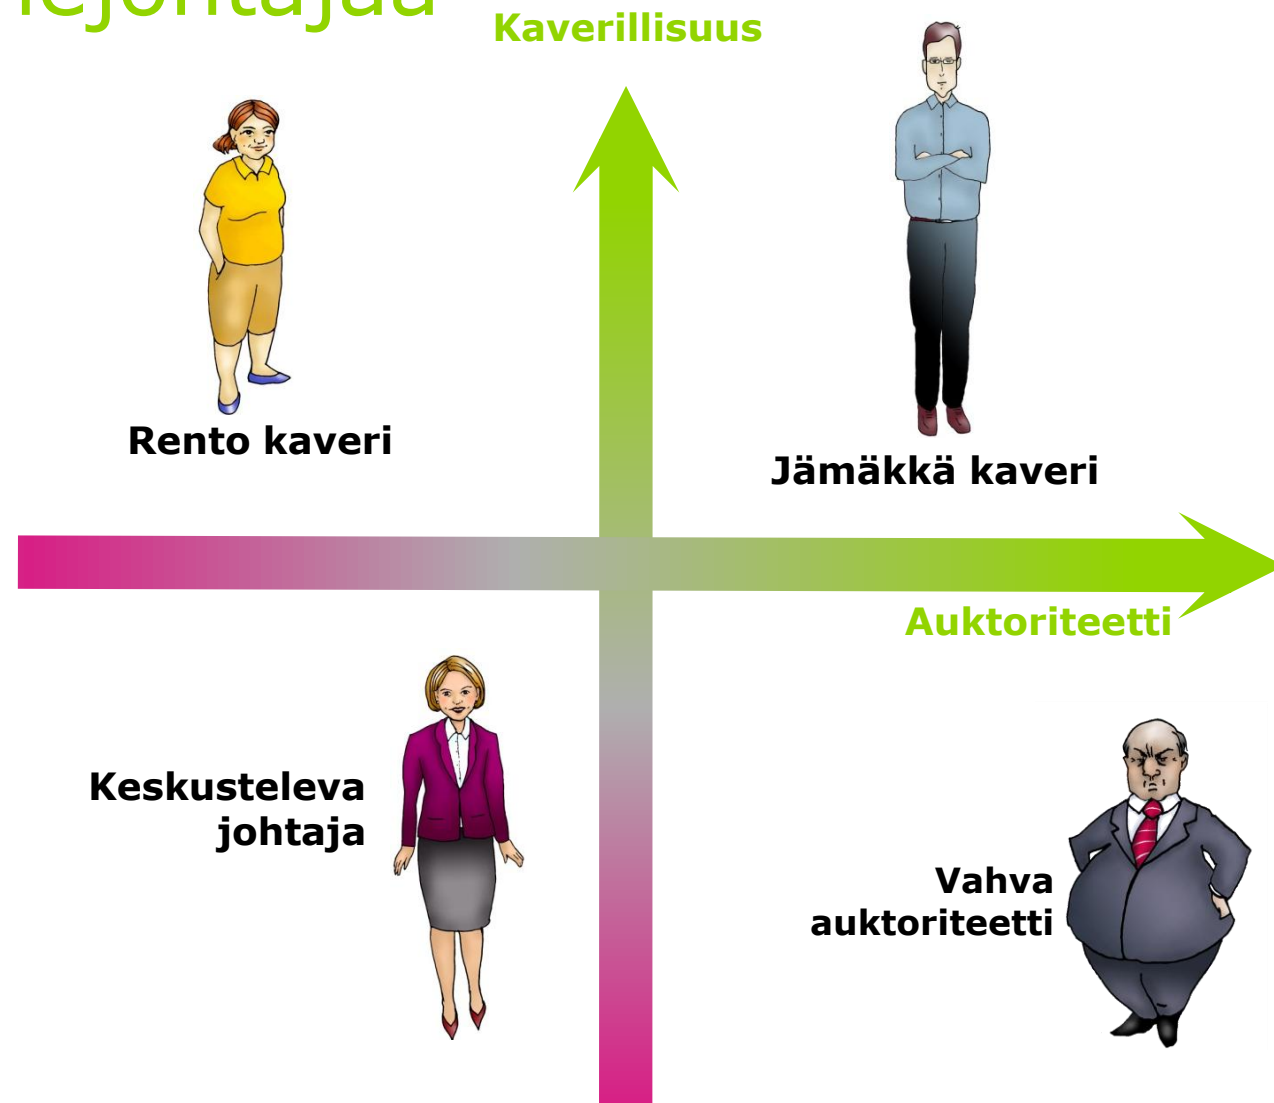 Kaverillisuus
Rento kaveri
Jämäkkä kaveri
Auktoriteetti
Keskusteleva
johtaja
Vahva
auktoriteetti